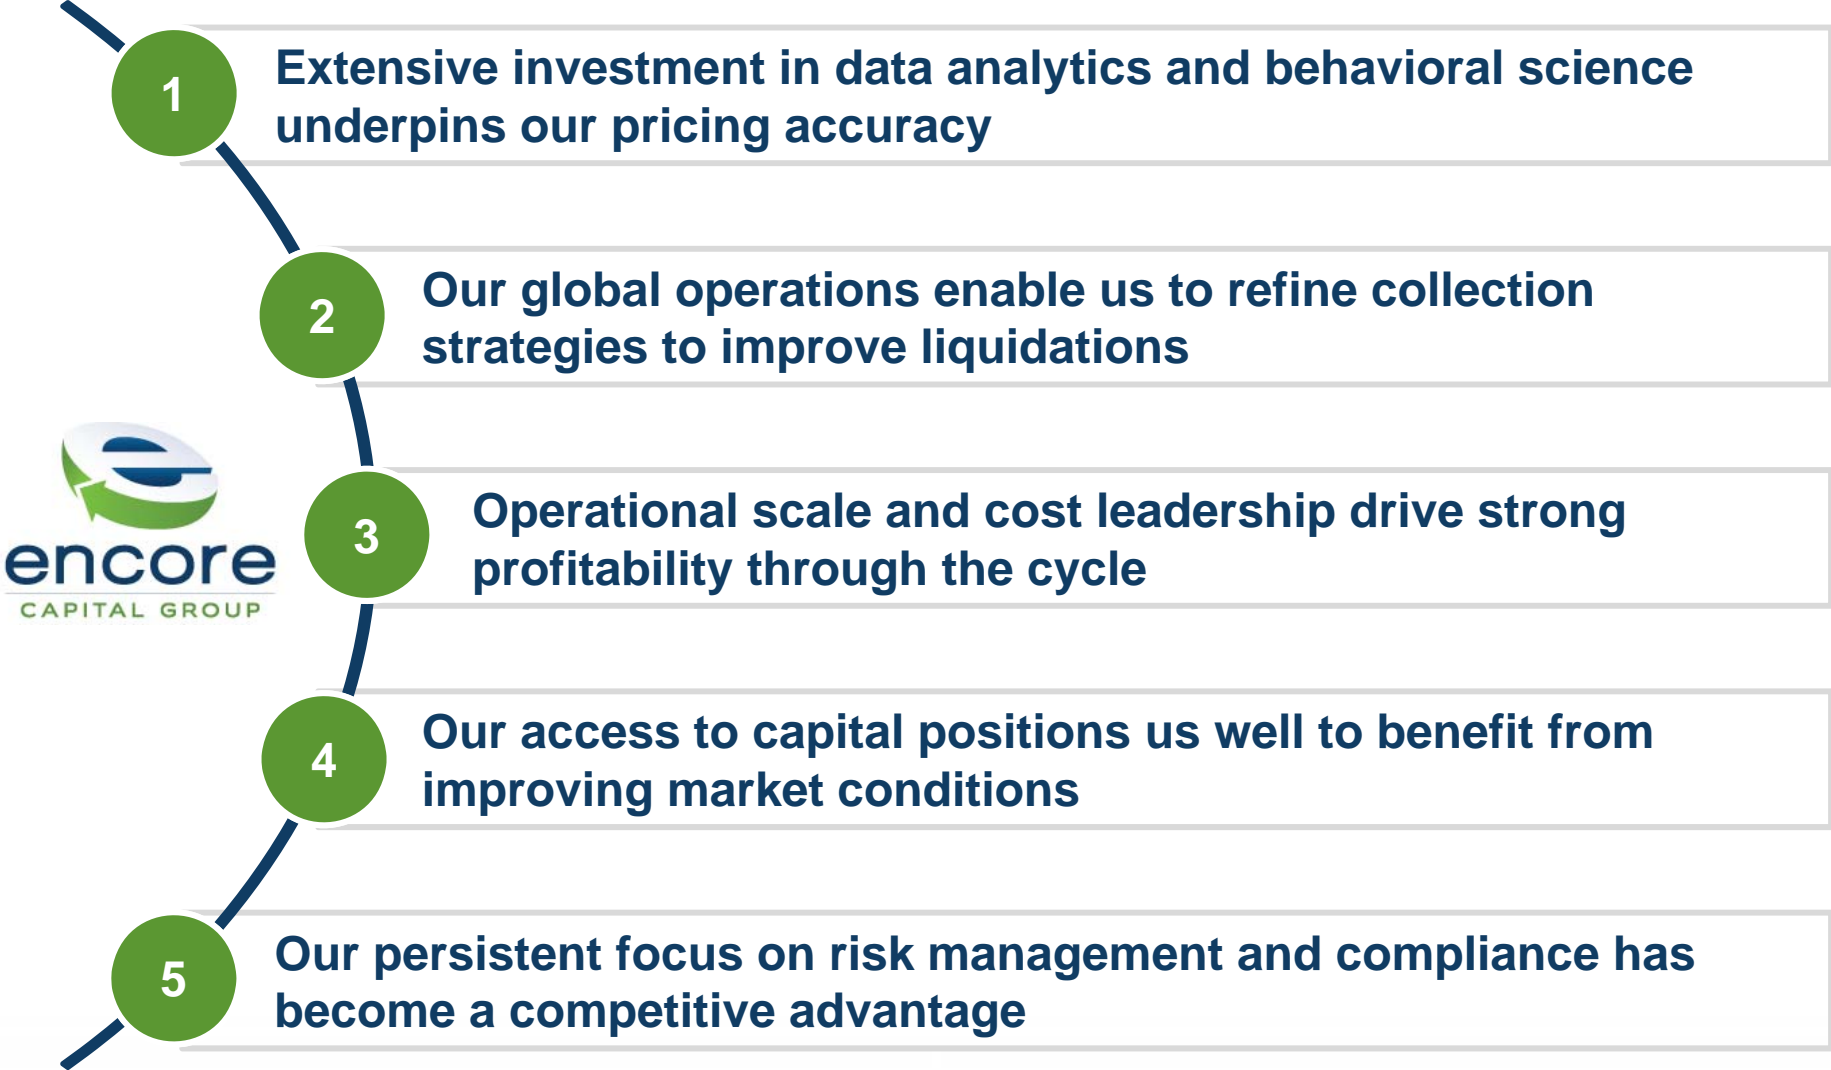 1
Extensive investment in data analytics and behavioral science
underpins our pricing accuracy
2
Our global operations enable us to refine collection
strategies to improve liquidations
encore
CAPITAL GROUP
3
Operational scale and cost leadership drive strong
profitability through the cycle
4
Our access to capital positions us well to benefit from
improving market conditions
5
Our persistent focus on risk management and compliance has
become a competitive advantage